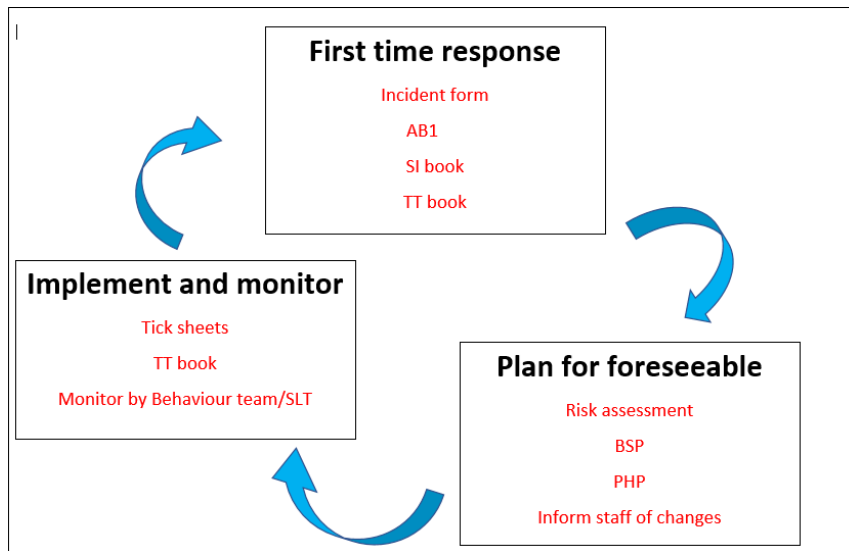 First time response
Incident form
AB1
SI book
TT book
Implement and monitor
Tick sheets
TT book
Monitor by Behaviour team/SLT
Plan for foreseeable
Risk assessment
BSP
PHP
Inform staff of changes